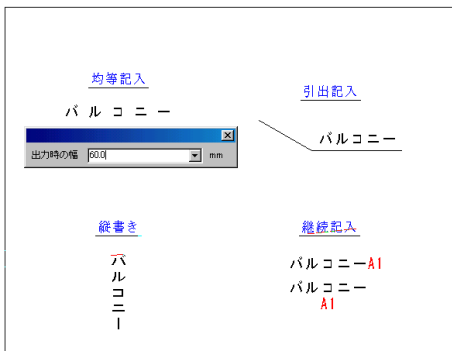 均等記入
バルコニー
出力時の幅 60.0 mm
引出記入
バルコニー
縦書き
バルコニー
継続記入
バルコニーA1
バルコニー
A1